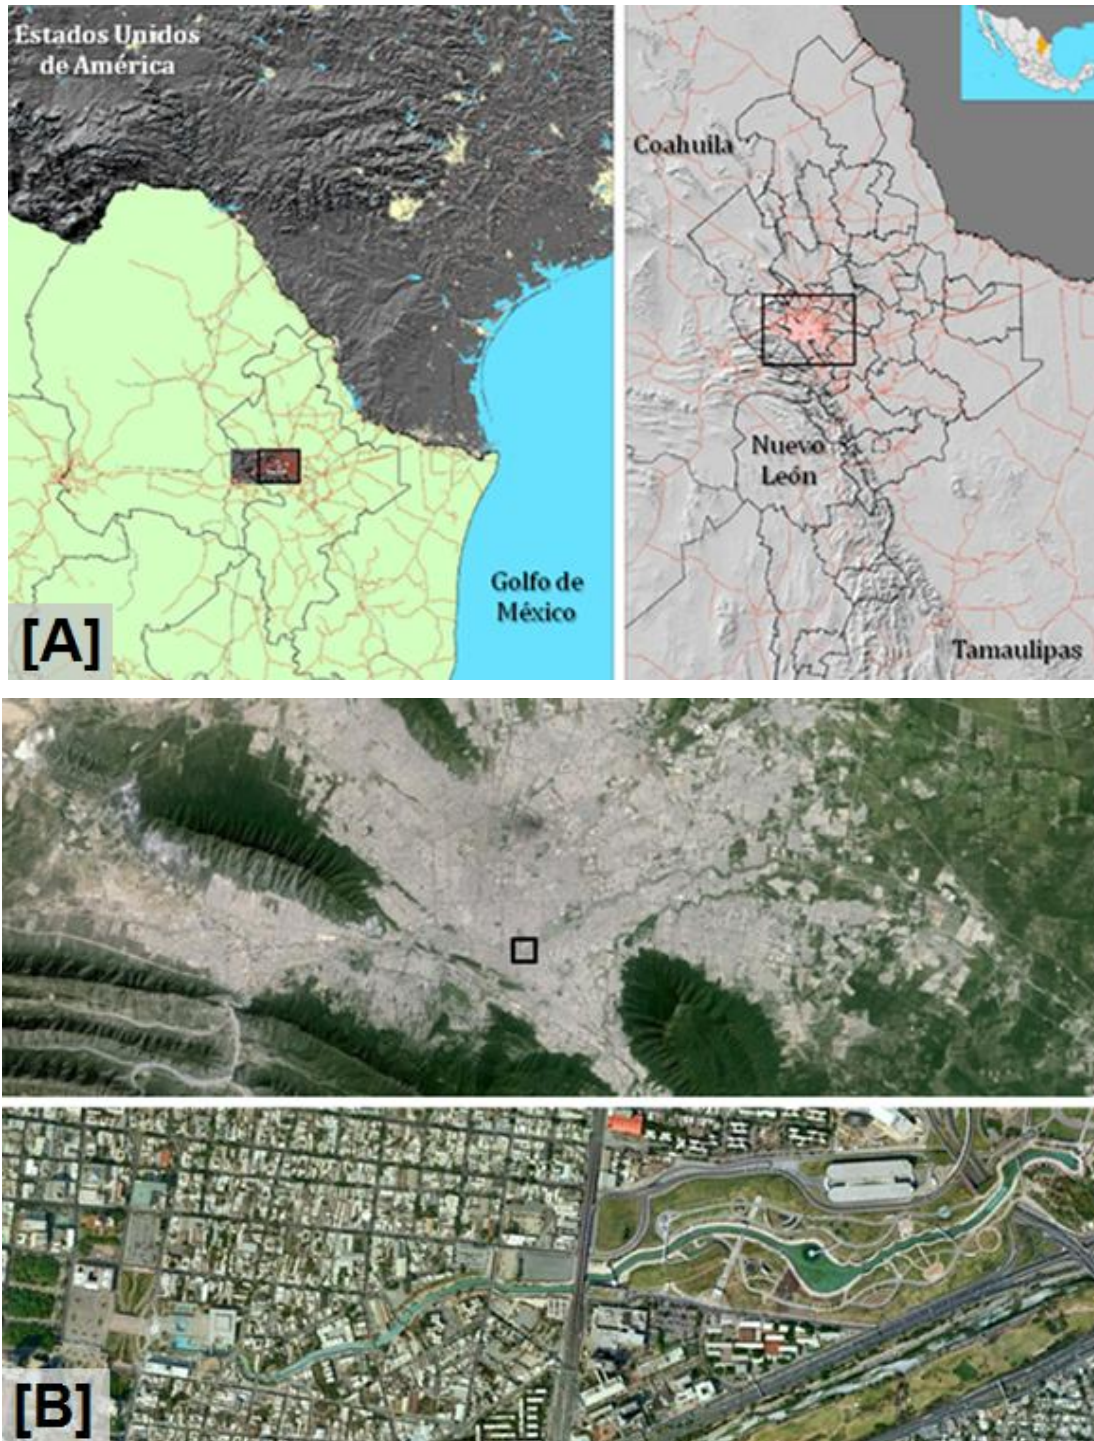 Estados Unidos
de América
Golfo de
México
[A]
Coahuila
Nuevo
León
Tamaulipas
[B]